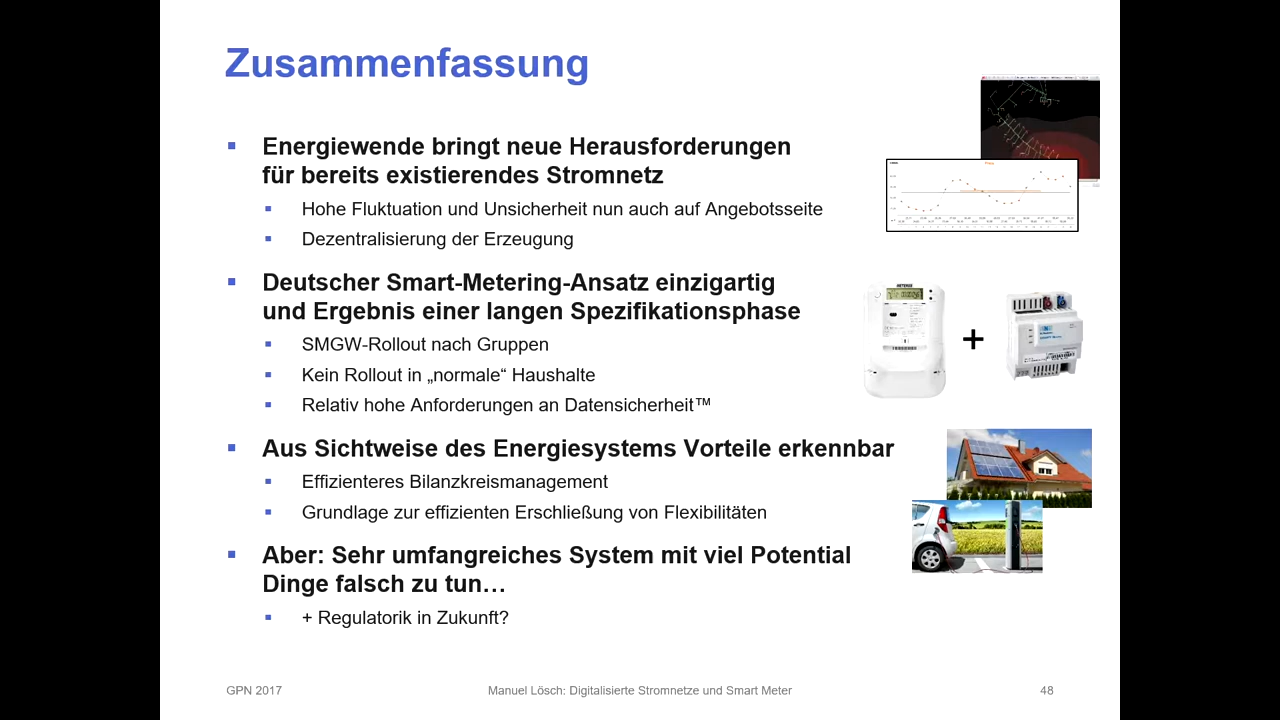 Zusammenfassung
Energiewende bringt neue Herausforderungen
für bereits existierendes Stromnetz
Hohe Fluktuation und Unsicherheit nun auch auf Angebotsseite
Dezentralisierung der Erzeugung
Deutscher Smart-Metering-Ansatz einzigartig
und Ergebnis einer langen Spezifikationsphase
SMGW-Rollout nach Gruppen
Kein Rollout in „normale“ Haushalte
Relativ hohe Anforderungen an Datensicherheit™
+
Aus Sichtweise des Energiesystems Vorteile erkennbar
Effizienteres Bilanzkreismanagement
Grundlage zur effizienten Erschließung von Flexibilitäten
Aber: Sehr umfangreiches System mit viel Potential
Dinge falsch zu tun…
+ Regulatorik in Zukunft?
GPN 2017
Manuel Lösch: Digitalisierte Stromnetze und Smart Meter
48